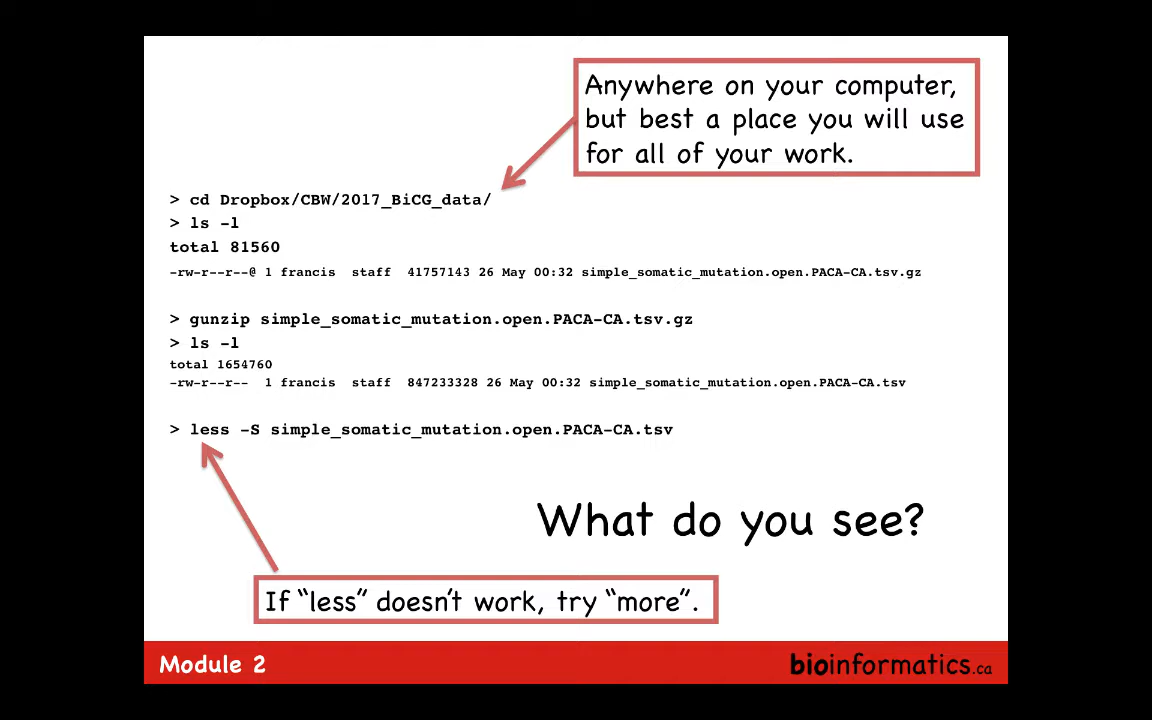 Anywhere on your computer,
but best a place you will use
for all of your work.
> cd Dropbox/CBW/2017_BiCG_data/
> ls -l
total 81560
-rw-r--r--@ 1 francis  staff  41757143 26 May 00:32 simple_somatic_mutation.open.PACA-CA.tsv.gz
> gunzip simple_somatic_mutation.open.PACA-CA.tsv.gz
> ls -l
total 1654760
-rw-r--r--  1 francis  staff  847233328 26 May 00:32 simple_somatic_mutation.open.PACA-CA.tsv
> less -S simple_somatic_mutation.open.PACA-CA.tsv
What do you see?
If “less” doesn’t work, try “more”.
Module 2
bioinformatics.ca